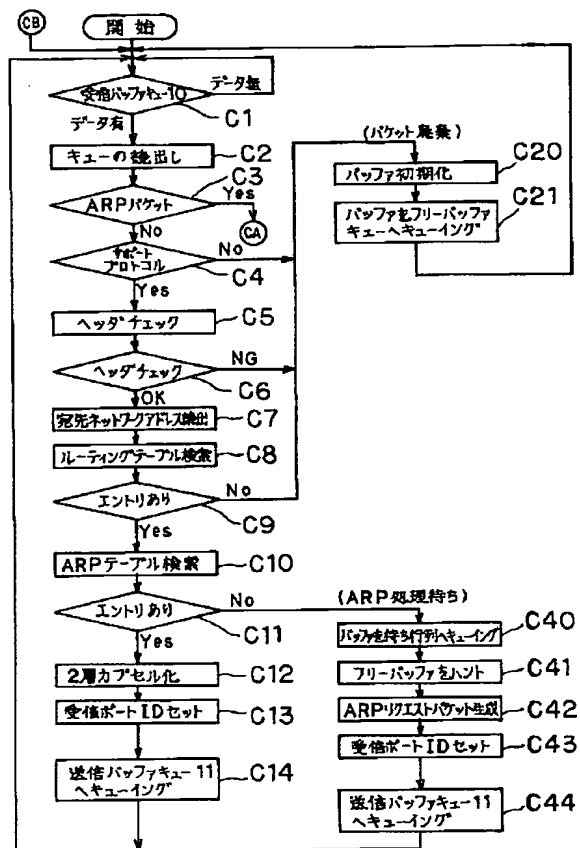 CB
開始
受信バッファキュー10
データ無
データ有
C1
キューの検出し
C2
C3
ARPパケット
Yes
CA
No
サポート
プロトコル
No
C4
Yes
ヘッダチェック
C5
ヘッダチェック
NG
C6
OK
宛先ネットワークアドレス検出
C7
ルーティングテーブル検索
C8
エントリあり
No
C9
Yes
ARPテーブル検索
C10
エントリあり
No
C11
Yes
2層カプセル化
C12
受信ポートIDセット
C13
送信バッファキュー11
へキューイング
C14
(パケット廃棄)
バッファ初期化
C20
バッファをフリーバッファ
キューへキューイング
C21
(ARP処理待ち)
バッファを待ち行列へキューイング
C40
フリーバッファをハント
C41
ARPリクエストパケット生成
C42
受信ポートIDセット
C43
送信バッファキュー11
へキューイング
C44